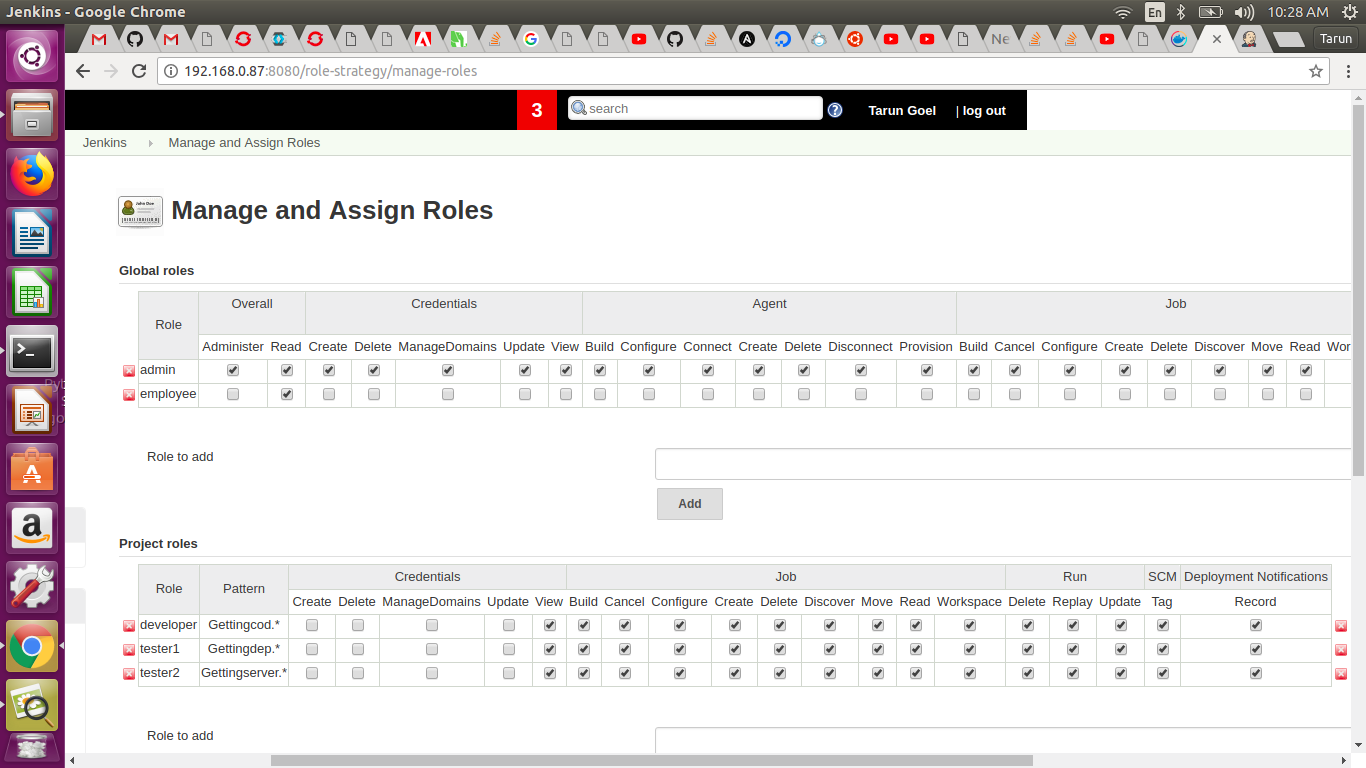 Jenkins - Google Chrome
En
10:28 AM
Ne
Tarun
192.168.0.87:8080/role-strategy/manage-roles
3
search
Tarun Goel
| log out
Jenkins
Manage and Assign Roles
Manage and Assign Roles
Global roles
Role Overall Credentials Agent Job
Administer Read Create Delete ManageDomains Update View Build Configure Connect Create Delete Disconnect Provision Build Cancel Configure Create Delete Discover Move Read Wor
admin
employee
Role to add
Add
Project roles
Role Pattern Credentials Job Run SCM Deployment Notifications
Create Delete ManageDomains Update View Build Cancel Configure Create Delete Discover Move Read Workspace Delete Replay Update Tag Record
developer Gettingcod.*
tester1 Gettingdep.*
tester2 Gettingserver.*
Role to add